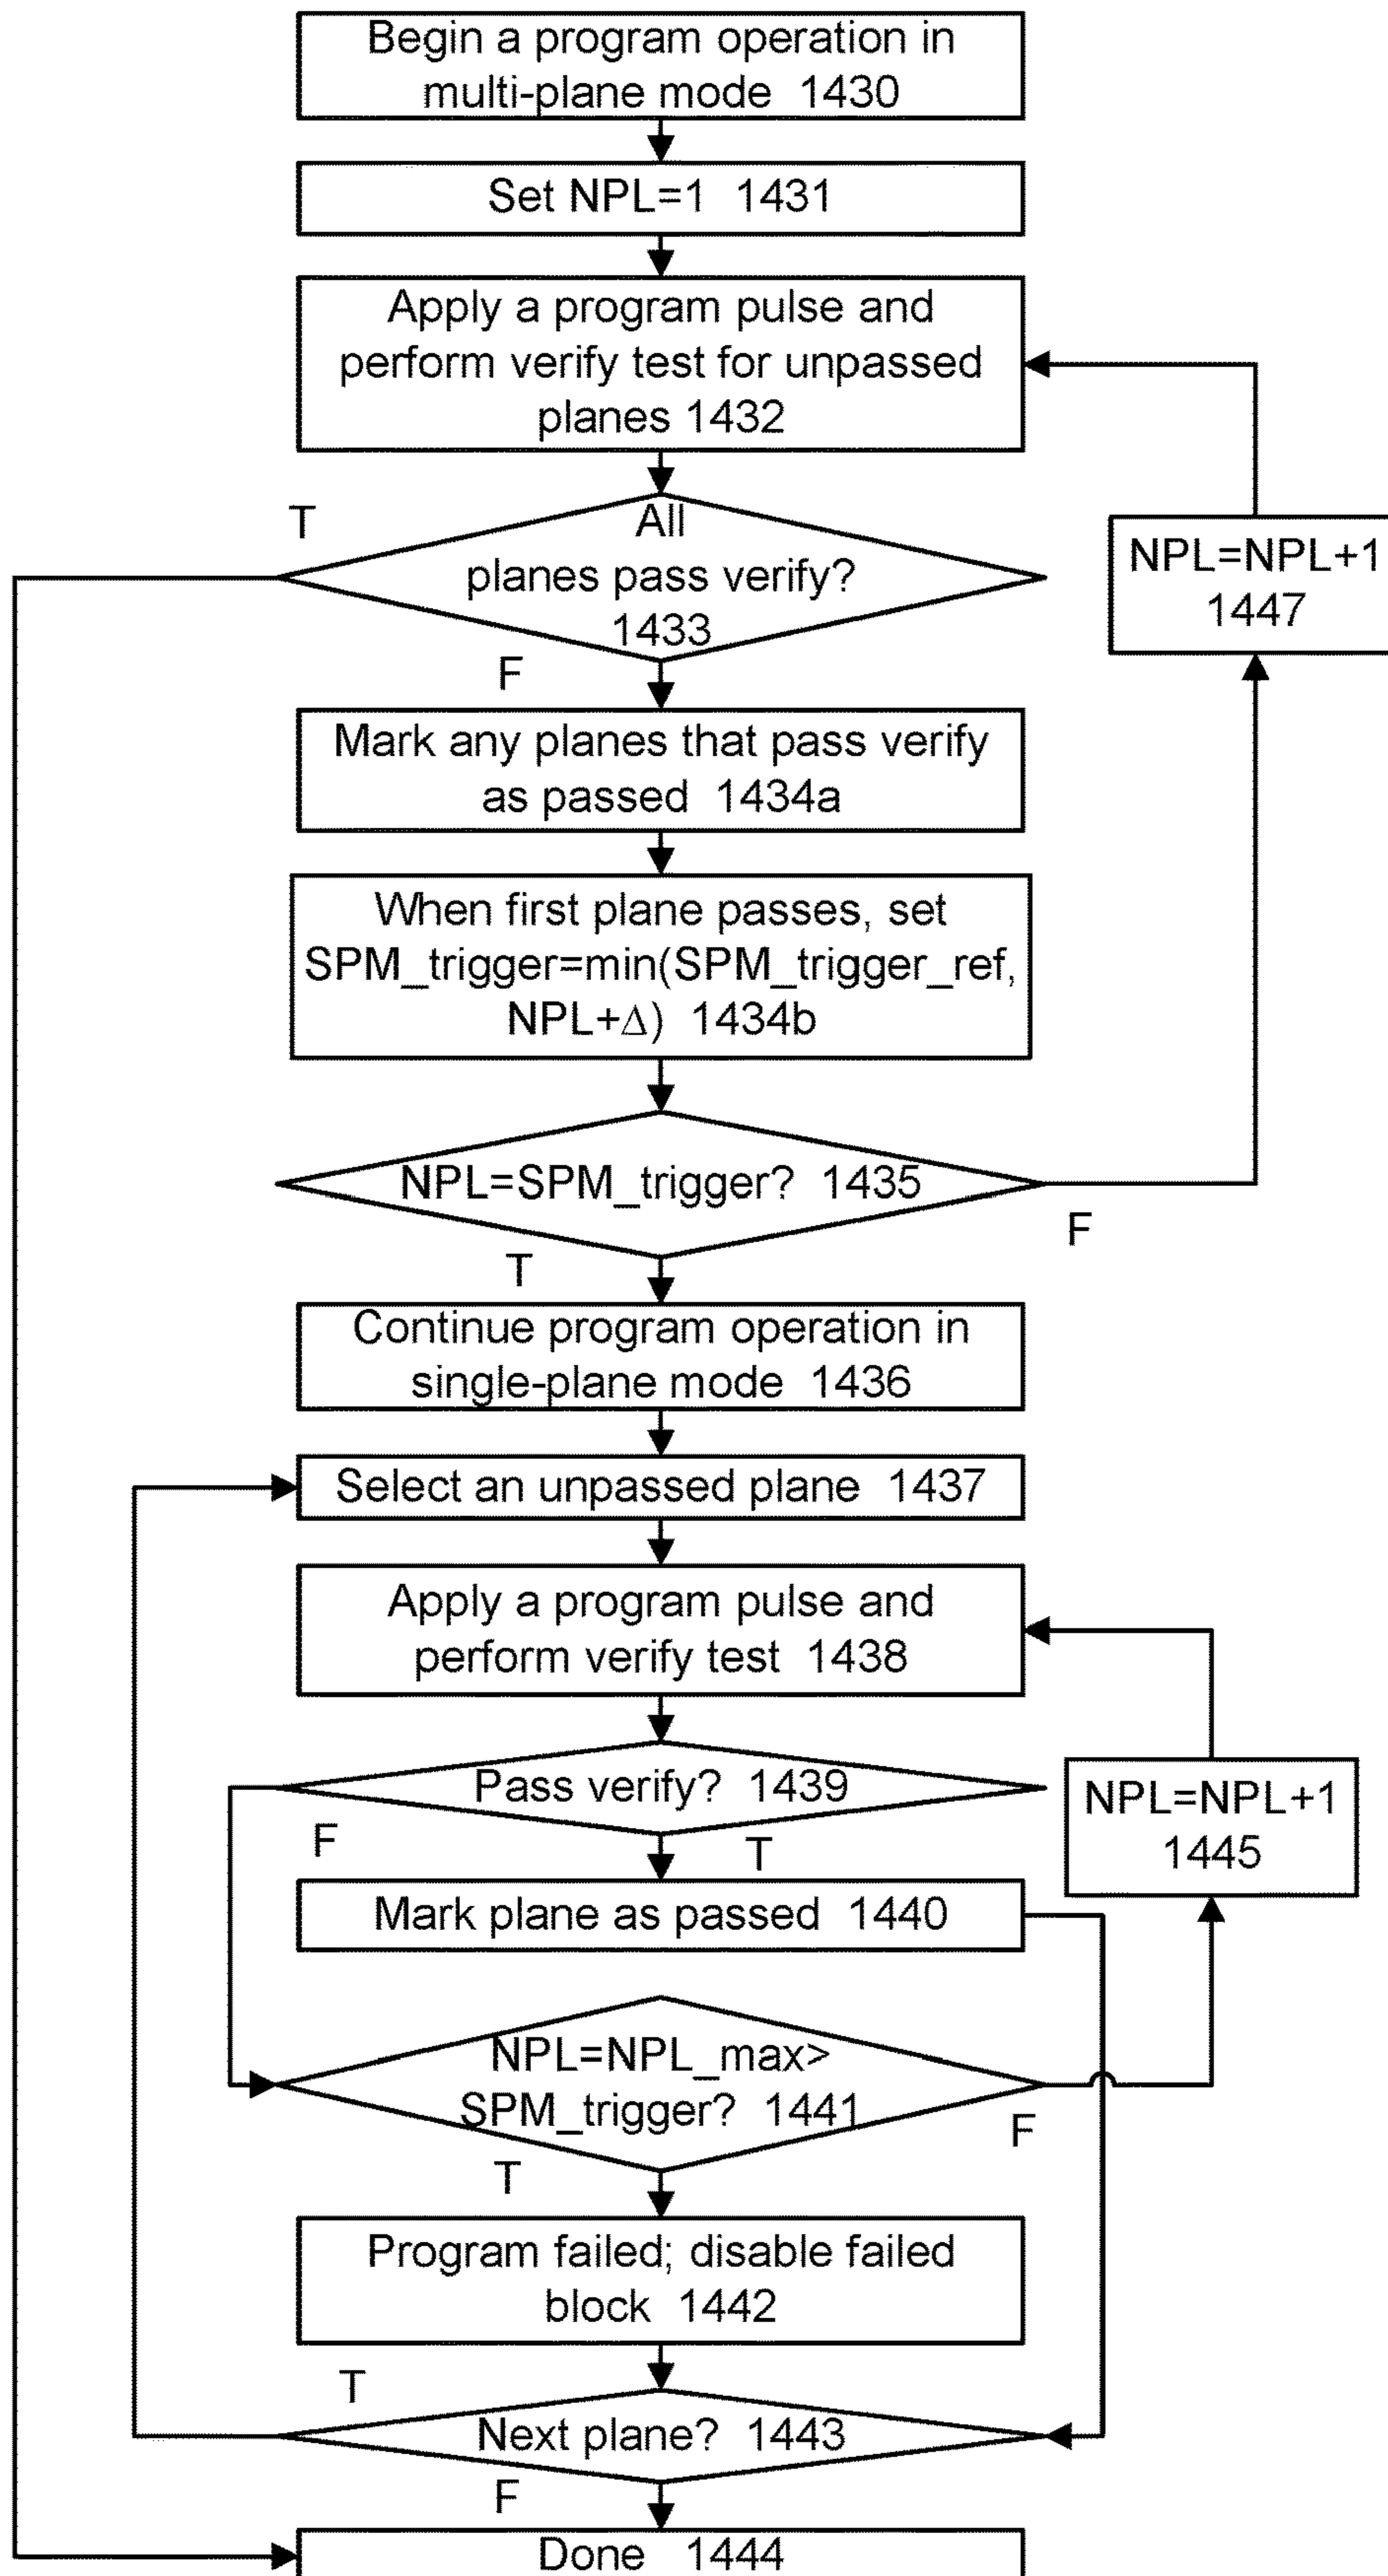 Begin a program operation in
multi-plane mode 1430
Set NPL=1 1431
Apply a program pulse and
perform verify test for unpassed
planes 1432
T
All
planes pass verify?
1433
F
NPL=NPL+1
1447
Mark any planes that pass verify
as passed 1434a
When first plane passes, set
SPM_trigger=min(SPM_trigger_ref,
NPL+Δ) 1434b
NPL=SPM_trigger? 1435
F
T
Continue program operation in
single-plane mode 1436
Select an unpassed plane 1437
Apply a program pulse and
perform verify test 1438
Pass verify? 1439
F
T
NPL=NPL+1
1445
Mark plane as passed 1440
NPL=NPL_max>
SPM_trigger? 1441
F
T
Program failed; disable failed
block 1442
T
Next plane? 1443
F
Done 1444